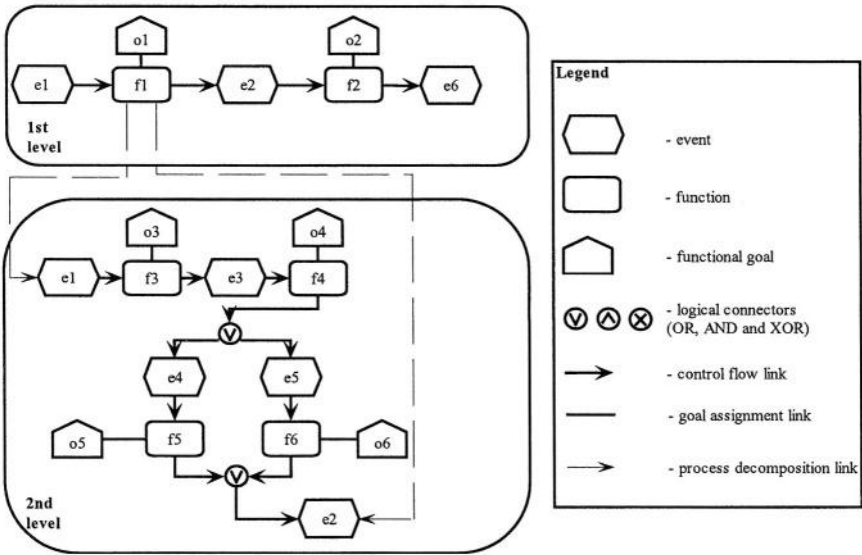 o1 o2
e1 f1 e2 f2 e6
1st
level
o3 o4
e1 f3 e3 f4
V
e4 e5
o5 f5 f6 o6
V
e2
2nd
level
Legend
- event
- function
- functional goal
V Λ X - logical connectors
(OR, AND and XOR)
- control flow link
- goal assignment link
- process decomposition link